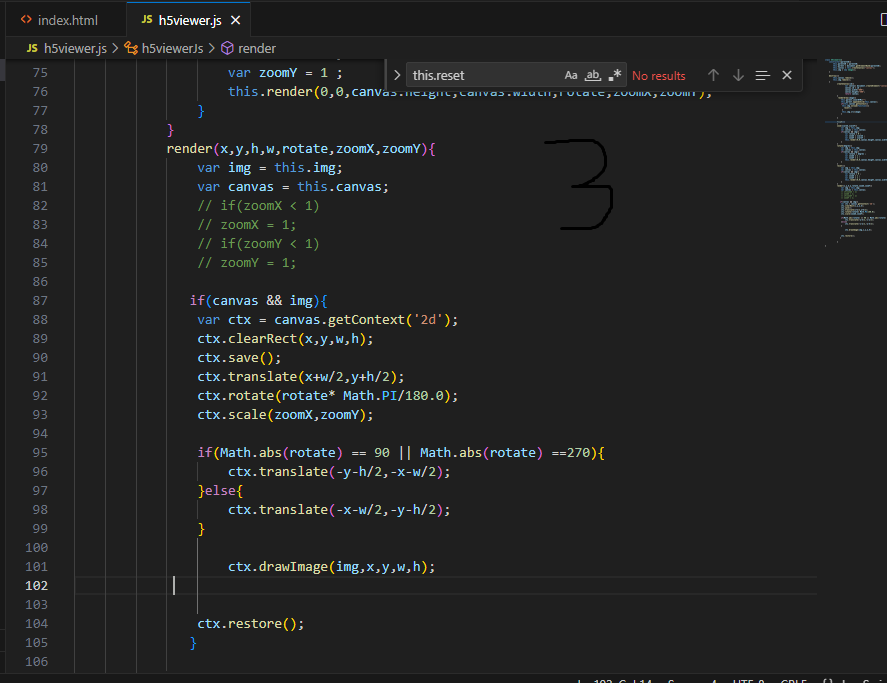 index.html JS h5viewer.js
JS h5viewer.js > h5viewerJs > render
this.reset Aa ab .* No results
75 var zoomY = 1 ;
76 this.render(0,0,canvas.height,canvas.width,rotate,zoomX,zoomY);
77 }
78 }
79 render(x,y,h,w,rotate,zoomX,zoomY){
80 var img = this.img;
81 var canvas = this.canvas;
82 // if(zoomX < 1)
83 // zoomX = 1;
84 // if(zoomY < 1)
85 // zoomY = 1;
86
87 if(canvas && img){
88 var ctx = canvas.getContext('2d');
89 ctx.clearRect(x,y,w,h);
90 ctx.save();
91 ctx.translate(x+w/2,y+h/2);
92 ctx.rotate(rotate* Math.PI/180.0);
93 ctx.scale(zoomX,zoomY);
94
95 if(Math.abs(rotate) == 90 || Math.abs(rotate) ==270){
96 ctx.translate(-y-h/2,-x-w/2);
97 }else{
98 ctx.translate(-x-w/2,-y-h/2);
99 }
100
101 ctx.drawImage(img,x,y,w,h);
102
103
104 ctx.restore();
105 }
106
3